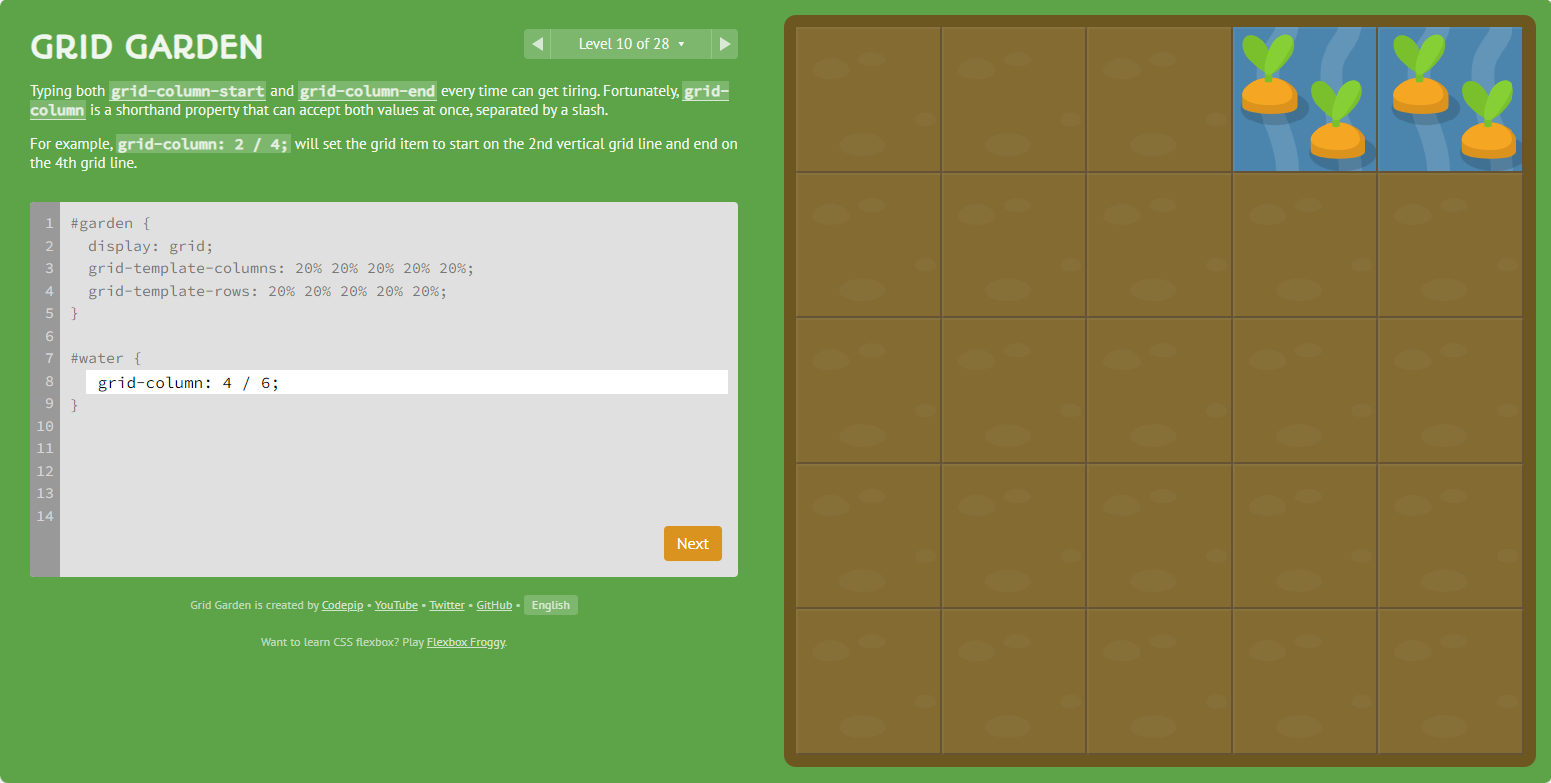 GRID GARDEN
Level 10 of 28
Typing both grid-column-start and grid-column-end every time can get tiring. Fortunately, grid-
column is a shorthand property that can accept both values at once, separated by a slash.
For example, grid-column: 2 / 4; will set the grid item to start on the 2nd vertical grid line and end on
the 4th grid line.
1 #garden {
2 display: grid;
3 grid-template-columns: 20% 20% 20% 20% 20%;
4 grid-template-rows: 20% 20% 20% 20% 20%;
5 }
6
7 #water {
8 grid-column: 4 / 6;
9 }
10
11
12
13
14
Next
Grid Garden is created by Codepip • YouTube • Twitter • GitHub • English
Want to learn CSS flexbox? Play Flexbox Froggy.